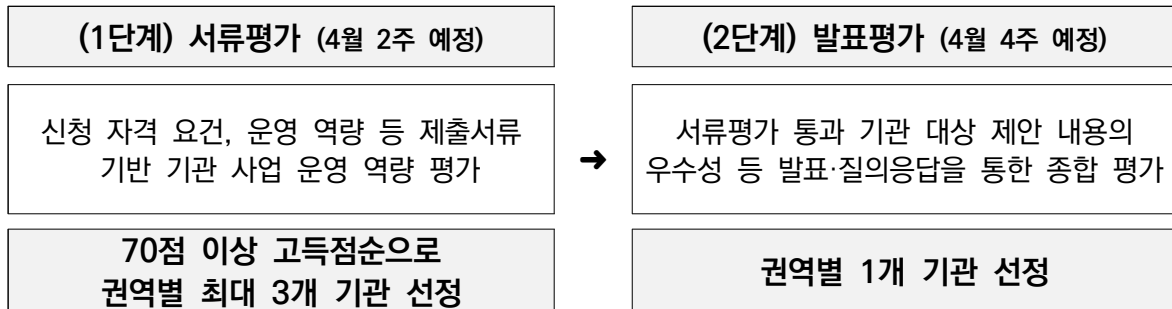 (1단계) 서류평가 (4월 2주 예정)
신청 자격 요건, 운영 역량 등 제출서류
기반 기관 사업 운영 역량 평가
70점 이상 고득점순으로
권역별 최대 3개 기관 선정
➜
(2단계) 발표평가 (4월 4주 예정)
서류평가 통과 기관 대상 제안 내용의
우수성 등 발표·질의응답을 통한 종합 평가
권역별 1개 기관 선정